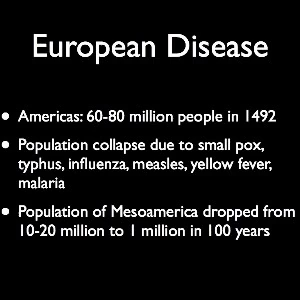 European Disease
• Americas: 60-80 million people in 1492
• Population collapse due to small pox,
typhus, influenza, measles, yellow fever,
malaria
• Population of Mesoamerica dropped from
10-20 million to 1 million in 100 years